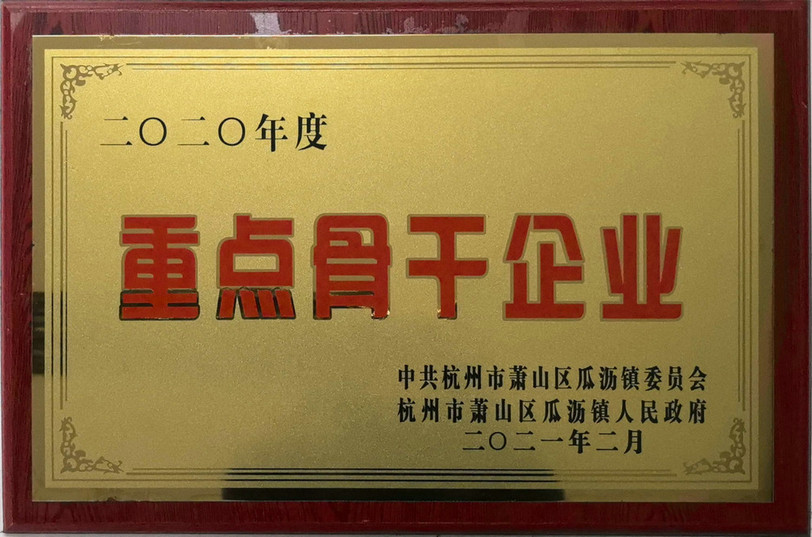 二〇二〇年度
重点骨干企业
中共杭州市萧山区瓜沥镇委员会
杭州市萧山区瓜沥镇人民政府
二〇二一年二月